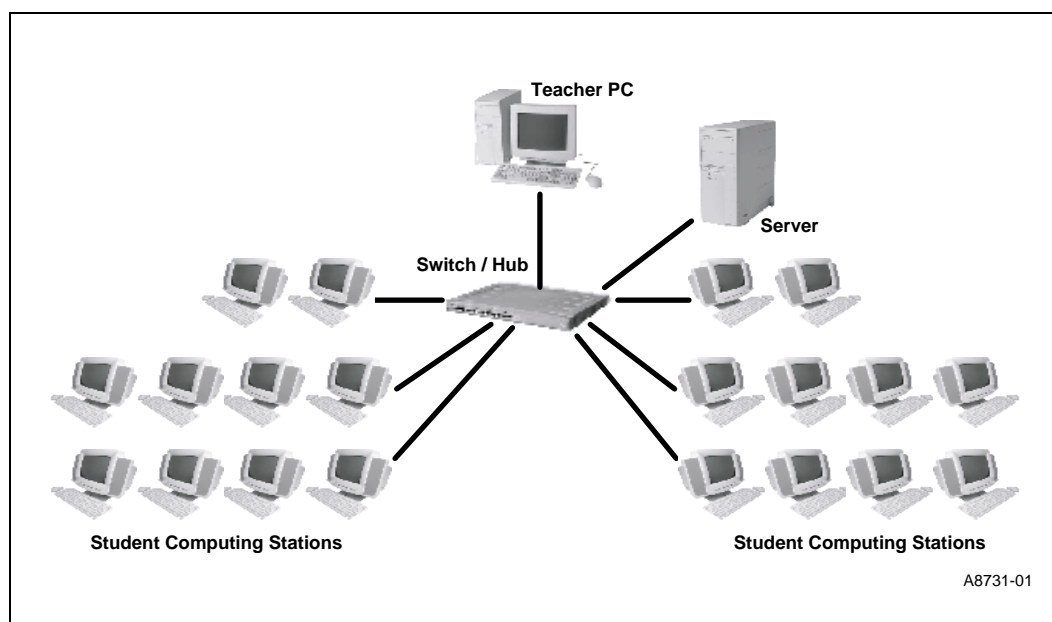 Teacher PC
Server
Switch / Hub
Student Computing Stations
Student Computing Stations
A8731-01